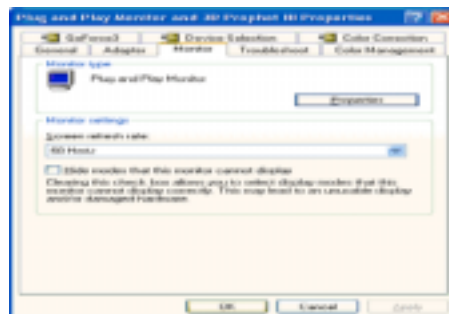 Plug and Play Monitor and 3D Prophet III Properties
GeForce3 Device Selection Color Correction
General Adapter Monitor Troubleshoot Color Management
Monitor type
Plug and Play Monitor
Properties
Monitor settings
Screen refresh rate:
60 Hertz
Hide modes that this monitor cannot display
Clearing this check box allows you to select display modes that this
monitor cannot display correctly. This may lead to an unusable display
and/or damaged hardware.
OK Cancel Apply